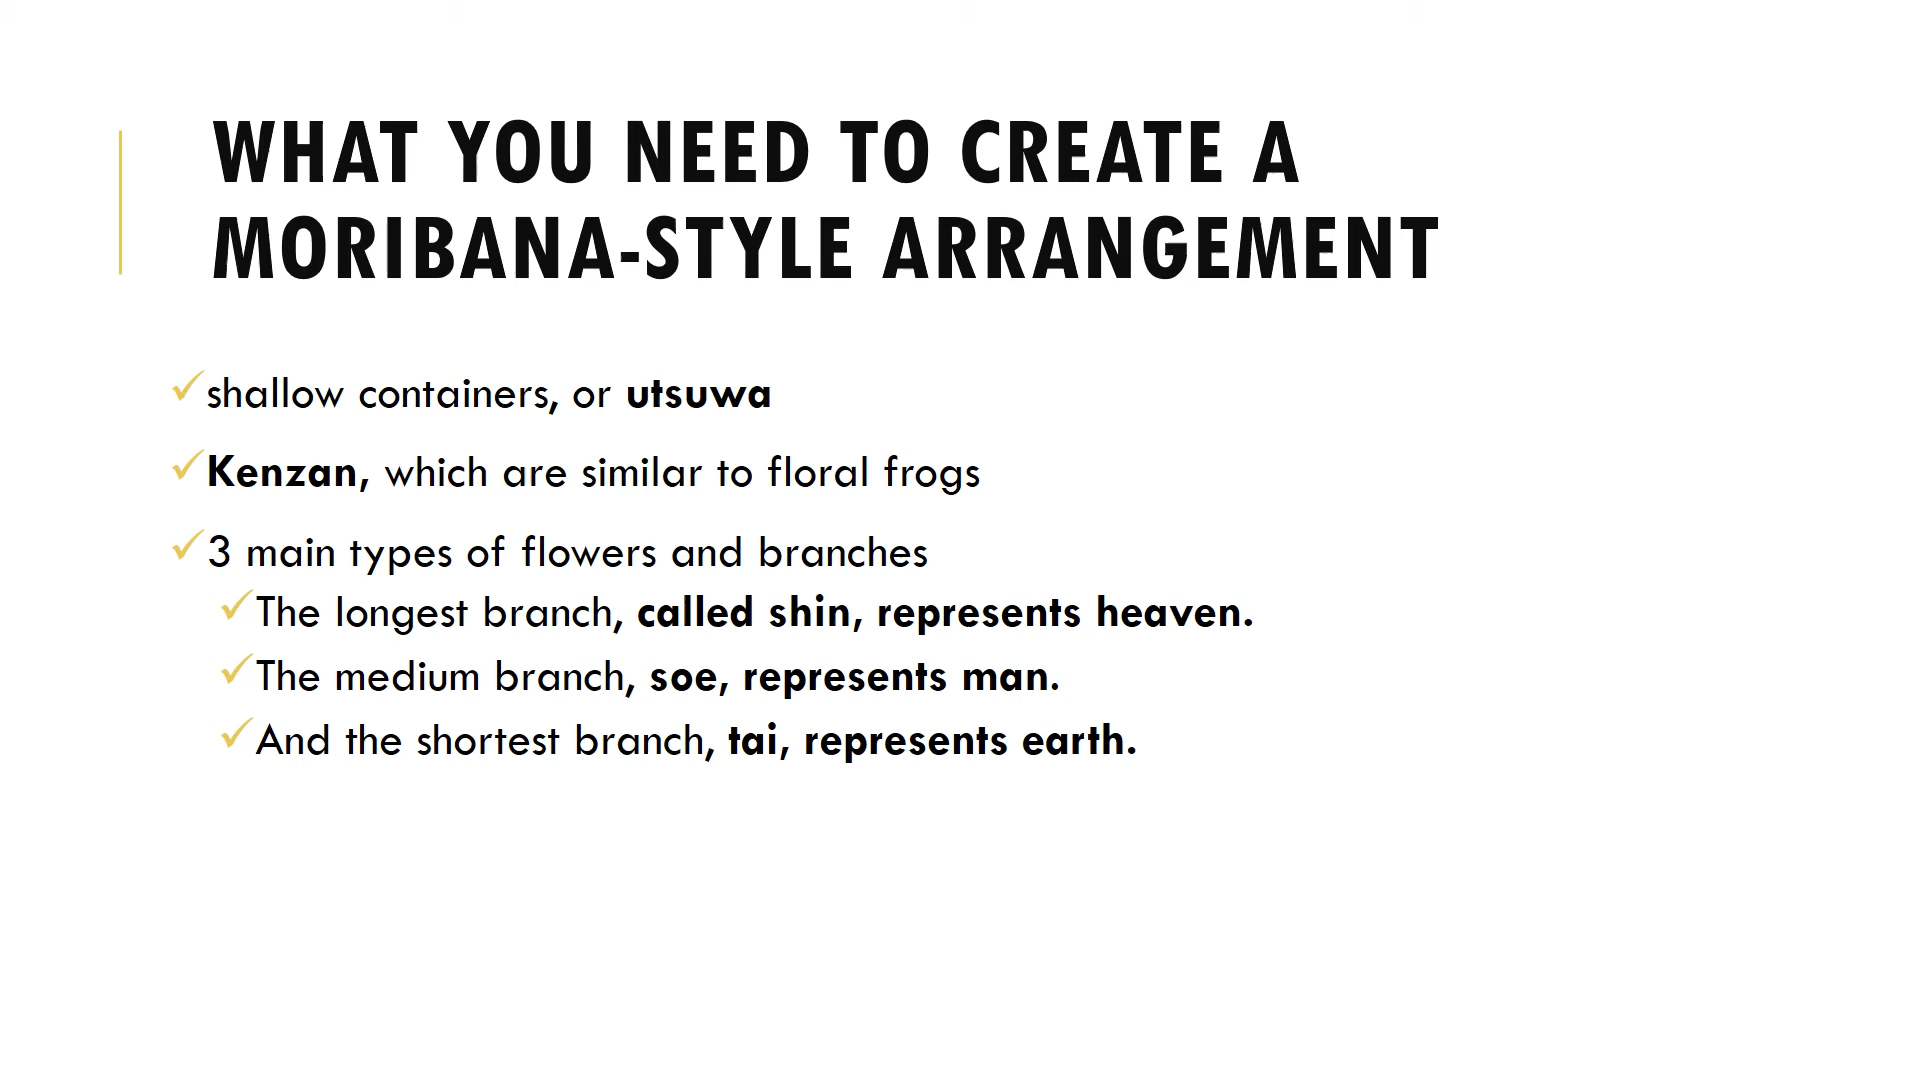 WHAT YOU NEED TO CREATE A
MORIBANA-STYLE ARRANGEMENT
shallow containers, or utsuwa
Kenzan, which are similar to floral frogs
3 main types of flowers and branches
The longest branch, called shin, represents heaven.
The medium branch, soe, represents man.
And the shortest branch, tai, represents earth.